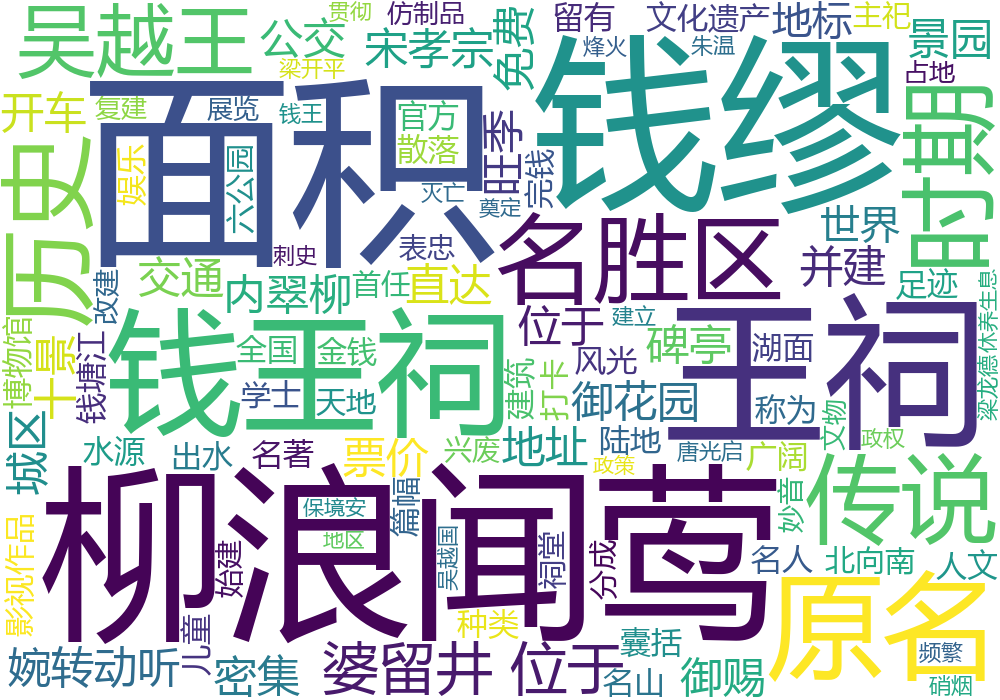 吴越王
公交
宋孝宗
免费
贯彻
仿制品
留有
文化遗产
地标
主祀
景园
梁开平
烽火
朱温
占地
开车
复建
展览
钱王
面积
钱缪
官方
散落
旺季
时期
历史
娱乐
六公园
灭亡
奠定
完钱
刺史
表忠
名胜区
世界
并建
交通
改建
内翠柳
首任
直达
位于
建立
足迹
梁龙德
休养生息
博物馆
十景
钱塘江
钱王祠
全国
金钱
风光
碑亭
湖面
王祠
学士
天地
建筑
打卡
御花园
称为
文物
政权
城区
水源
出水
名著
票价
兴废
地址
陆地
唐光启
广阔
政策
传说
柳浪闻莺
保境安
篇幅
地区
吴越国
妙音
影视作品
始建
祠堂
分成
名人
北向南
人文
原名
种类
儿童
囊括
频繁
婉转动听
密集
婆留井
位于
名山
御赐
硝烟